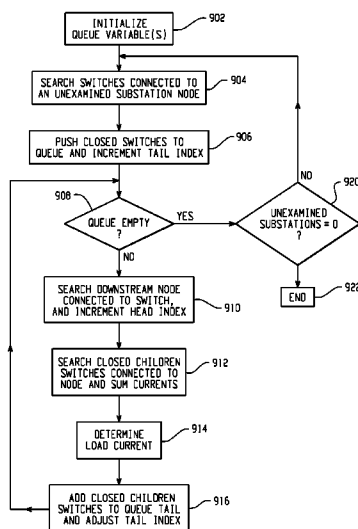 INITIALIZE
QUEUE VARIABLE(S)
902
SEARCH SWITCHES CONNECTED TO
AN UNEXAMINED SUBSTATION NODE
904
PUSH CLOSED SWITCHES TO
QUEUE AND INCREMENT TAIL INDEX
906
908
QUEUE EMPTY
?
YES
NO
UNEXAMINED
SUBSTATIONS = 0
?
920
NO
YES
END
922
SEARCH DOWNSTREAM NODE
CONNECTED TO SWITCH,
AND INCREMENT HEAD INDEX
910
SEARCH CLOSED CHILDREN
SWITCHES CONNECTED TO
NODE AND SUM CURRENTS
912
DETERMINE
LOAD CURRENT
914
ADD CLOSED CHILDREN
SWITCHES TO QUEUE TAIL
AND ADJUST TAIL INDEX
916